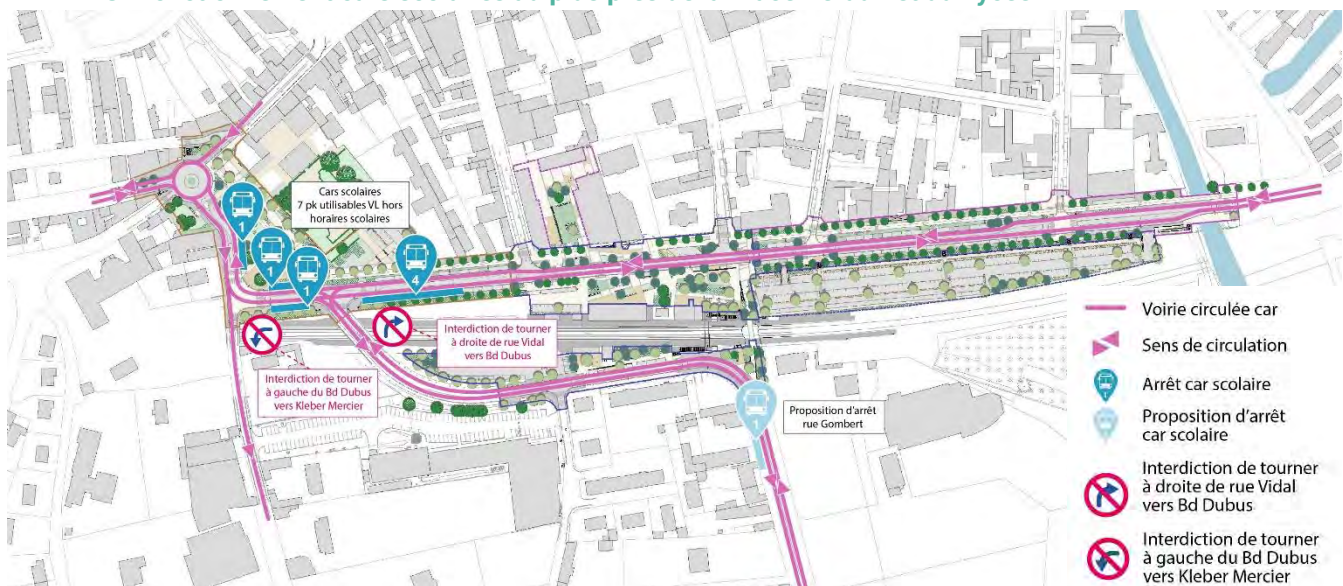 Cars scolaires
7 pk utilisables VL hors
horaires scolaires
1
1
1
4
Interdiction de tourner
à droite de rue Vidal
vers Bd Dubus
Interdiction de tourner
à gauche du Bd Dubus
vers Kleber Mercier
1
Proposition d'arrêt
rue Gombert
Voirie circulée car
Sens de circulation
Arrêt car scolaire
Proposition d'arrêt
car scolaire
Interdiction de tourner
à droite de rue Vidal
vers Bd Dubus
Interdiction de tourner
à gauche du Bd Dubus
vers Kleber Mercier